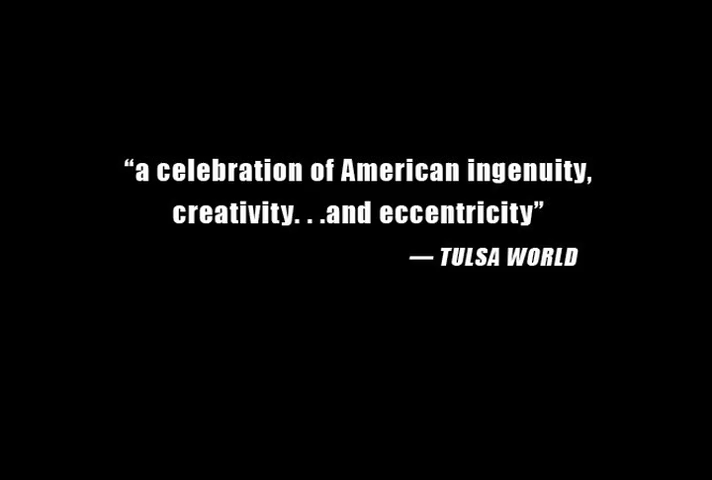 “a celebration of American ingenuity,
creativity. . .and eccentricity”
— TULSA WORLD